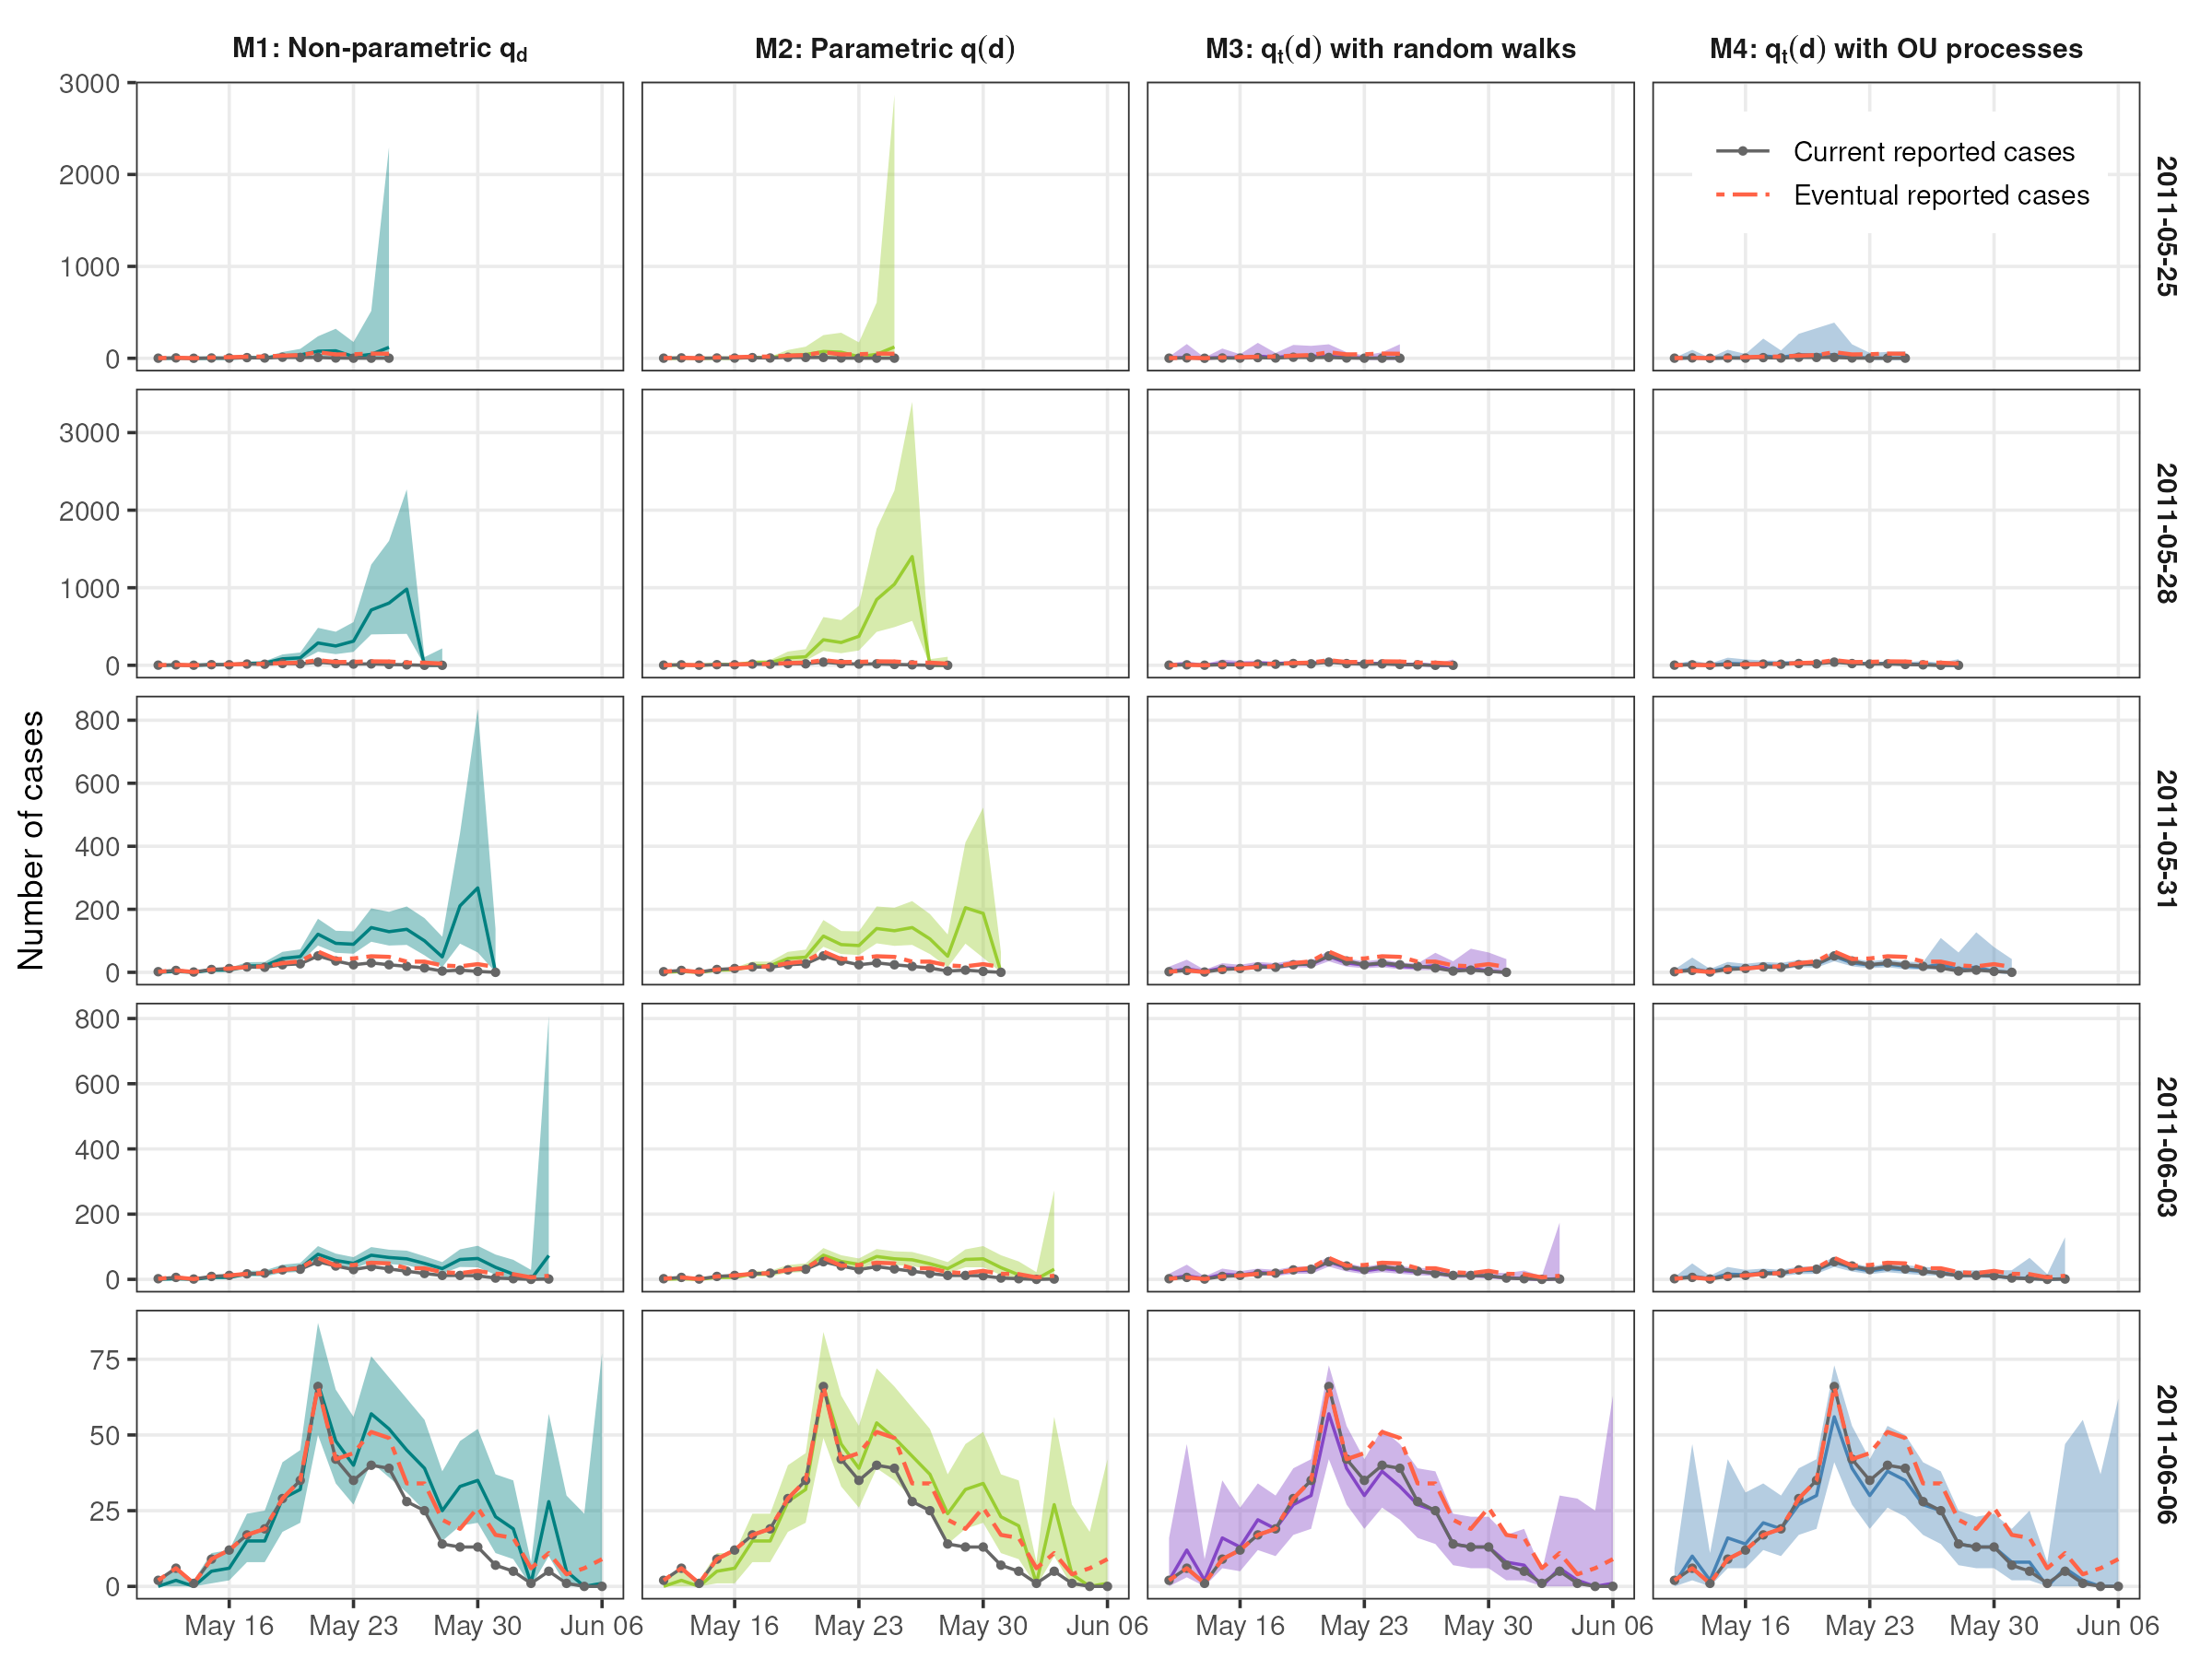 M1: Non-parametric q_d
M2: Parametric q(d)
M3: q_t(d) with random walks
M4: q_t(d) with OU processes
Number of cases
3000
2000
1000
0
Current reported cases
Eventual reported cases
2011-05-25
3000
2000
1000
0
2011-05-28
800
600
400
200
0
2011-05-31
800
600
400
200
0
2011-06-03
75
50
25
0
2011-06-06
May 16 May 23 May 30 Jun 06
May 16 May 23 May 30 Jun 06
May 16 May 23 May 30 Jun 06
May 16 May 23 May 30 Jun 06